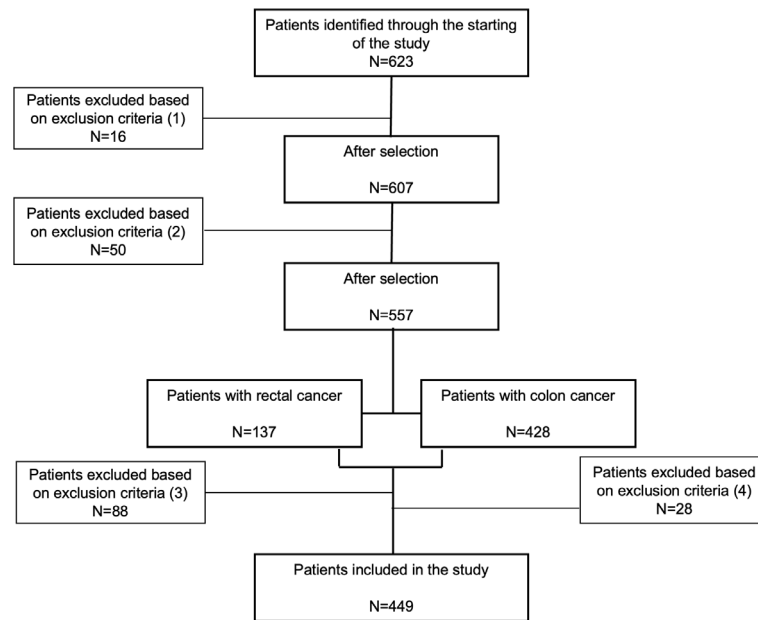 Patients identified through the starting
of the study
N=623
Patients excluded based
on exclusion criteria (1)
N=16
After selection
N=607
Patients excluded based
on exclusion criteria (2)
N=50
After selection
N=557
Patients with rectal cancer
N=137
Patients with colon cancer
N=428
Patients excluded based
on exclusion criteria (3)
N=88
Patients excluded based
on exclusion criteria (4)
N=28
Patients included in the study
N=449